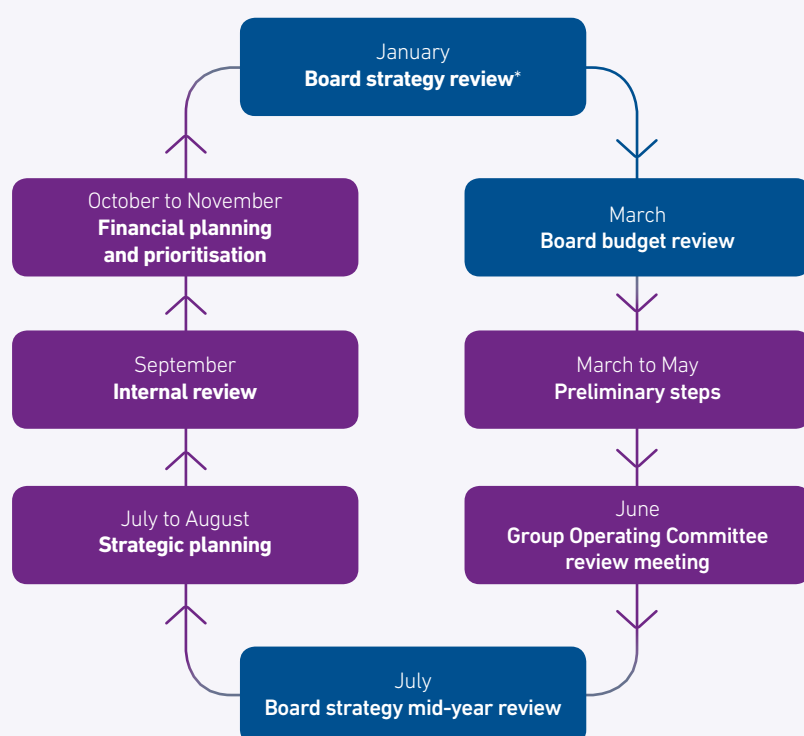 January
Board strategy review*
March
Board budget review
March to May
Preliminary steps
June
Group Operating Committee
review meeting
July
Board strategy mid-year review
July to August
Strategic planning
September
Internal review
October to November
Financial planning
and prioritisation